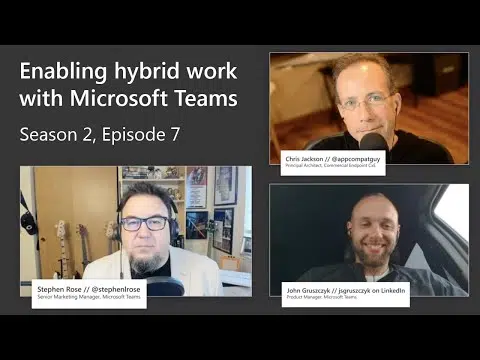 Enabling hybrid work
with Microsoft Teams
Season 2, Episode 7
Chris Jackson // @appcompatguy
Principal Architect, Commercial Endpoint Cxs
Stephen Rose // @stephenlrose
Senior Marketing Manager, Microsoft Teams
John Gruszczyk // jsgruszczyk on LinkedIn
Product Manager, Microsoft Teams